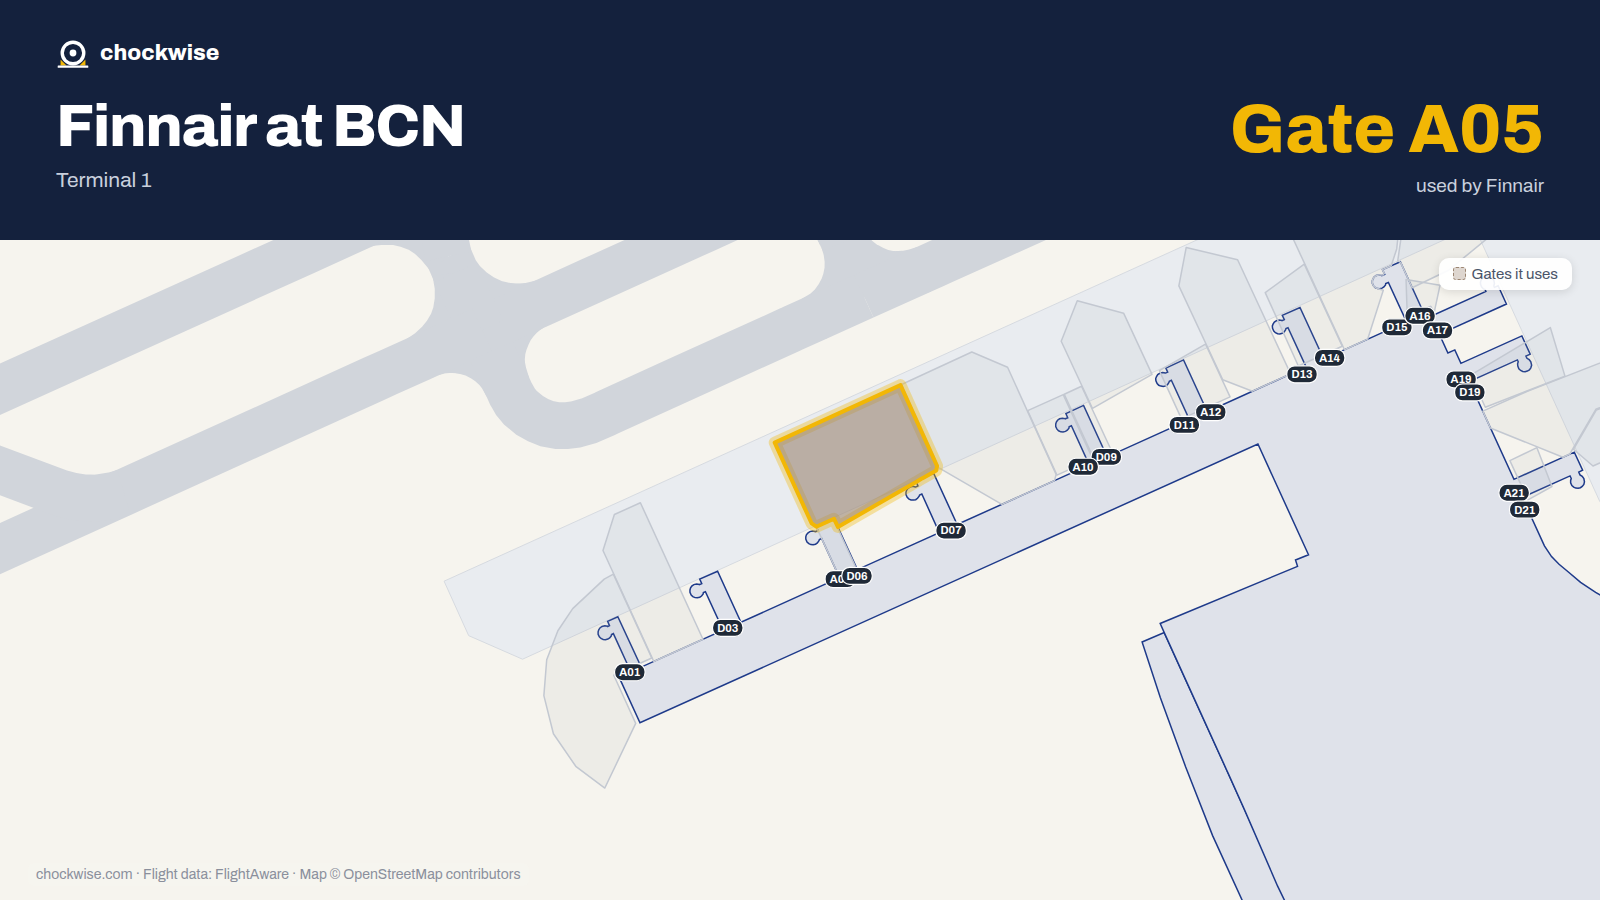 chockwise
Finnair at BCN
Terminal 1
Gate A05
used by Finnair
Gates it uses
D15
A16
A17
A14
D13
A19
D19
A12
D11
D09
A10
A21
D21
D07
D06
D03
A01
chockwise.com · Flight data: FlightAware · Map © OpenStreetMap contributors